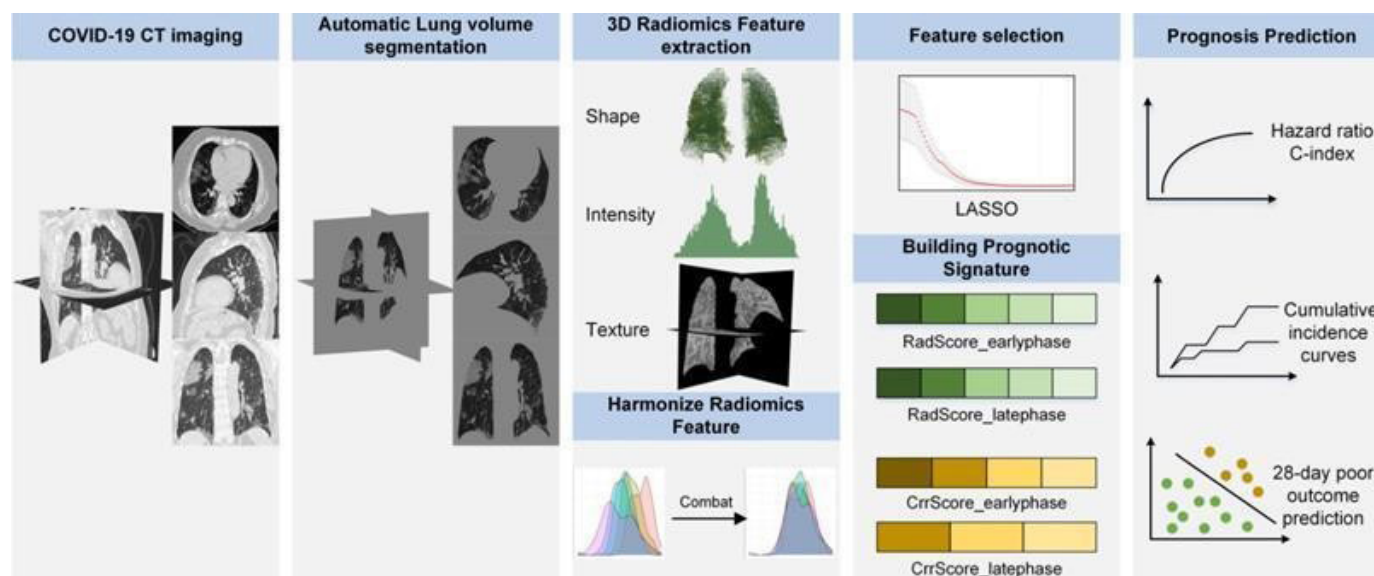 COVID-19 CT imaging
Automatic Lung volume
segmentation
3D Radiomics Feature
extraction
Shape
Intensity
Texture
Harmonize Radiomics
Feature
Combat
Feature selection
LASSO
Building Prognotic
Signature
RadScore_earlyphase
RadScore_latephase
CrrScore_earlyphase
CrrScore_latephase
Prognosis Prediction
Hazard ratio
C-index
Cumulative
incidence
curves
28-day poor
outcome
prediction